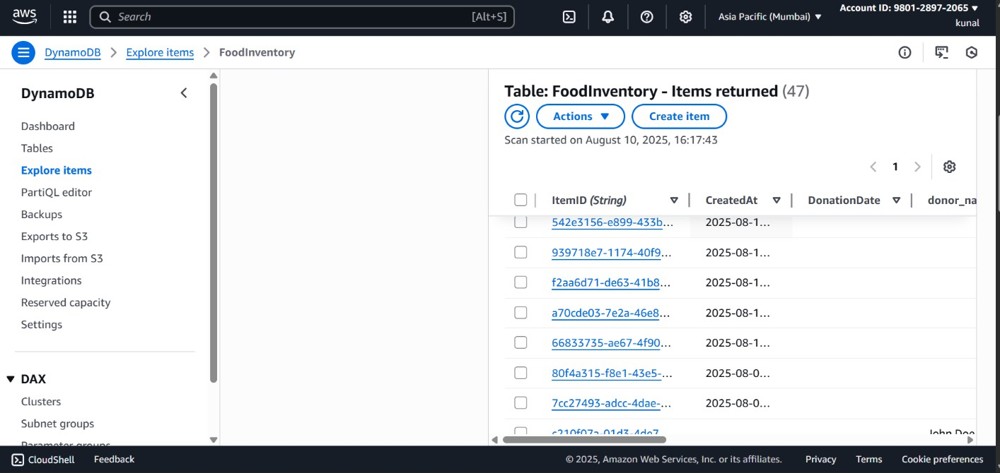 aws
Search [Alt+S]
Asia Pacific (Mumbai)
Account ID: 9801-2897-2065
kunal
DynamoDB
Explore items
FoodInventory
DynamoDB
Dashboard
Tables
Explore items
PartiQL editor
Backups
Exports to S3
Imports from S3
Integrations
Reserved capacity
Settings
DAX
Clusters
Subnet groups
Parameter groups
Table: FoodInventory - Items returned (47)
Actions
Create item
Scan started on August 10, 2025, 16:17:43
1
ItemID (String) CreatedAt DonationDate donor_na
542e3156-e899-433b... 2025-08-1...
939718e7-1174-40f9... 2025-08-1...
f2aa6d71-de63-41b8... 2025-08-1...
a70cde03-7e2a-46e8... 2025-08-1...
66833735-ae67-4f90... 2025-08-1...
80f4a315-f8e1-43e5-... 2025-08-0...
7cc27493-adcc-4dae-... 2025-08-0...
c210f07a-01d3-4de7 John Doe
CloudShell Feedback © 2025, Amazon Web Services, Inc. or its affiliates. Privacy Terms Cookie preferences